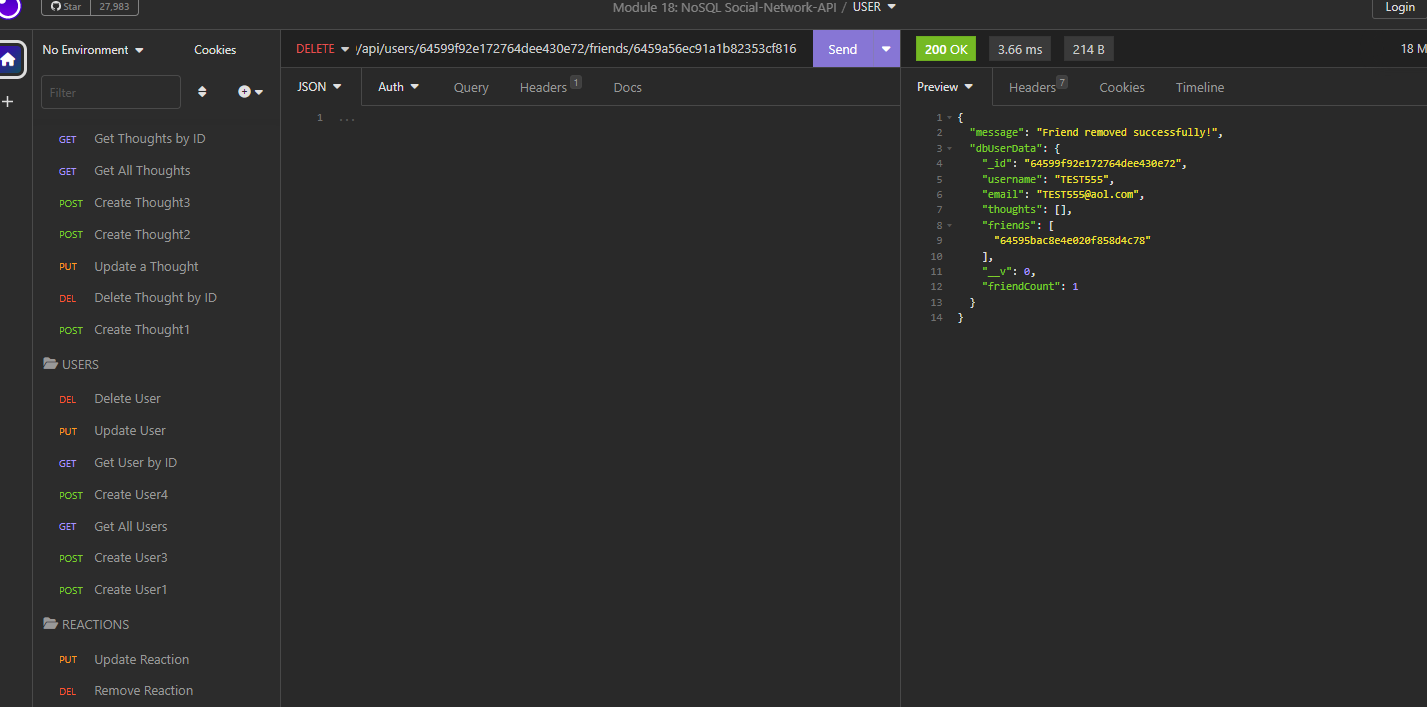 Star 27,983
Module 18: NoSQL Social-Network-API / USER
Login
No Environment
Cookies
DELETE /api/users/64599f92e172764dee430e72/friends/6459a56ec91a1b82353cf816
Send
200 OK 3.66 ms 214 B
18 M
Filter
JSON Auth Query Headers 1 Docs
Preview Headers 7 Cookies Timeline
GET Get Thoughts by ID
GET Get All Thoughts
POST Create Thought3
POST Create Thought2
PUT Update a Thought
DEL Delete Thought by ID
POST Create Thought1
USERS
DEL Delete User
PUT Update User
GET Get User by ID
POST Create User4
GET Get All Users
POST Create User3
POST Create User1
REACTIONS
PUT Update Reaction
DEL Remove Reaction
1 ...
1 {
2 "message": "Friend removed successfully!",
3 "dbUserData": {
4 "_id": "64599f92e172764dee430e72",
5 "username": "TEST555",
6 "email": "TEST555@aol.com",
7 "thoughts": [],
8 "friends": [
9 "64595bac8e4e020f858d4c78"
10 ],
11 "__v": 0,
12 "friendCount": 1
13 }
14 }